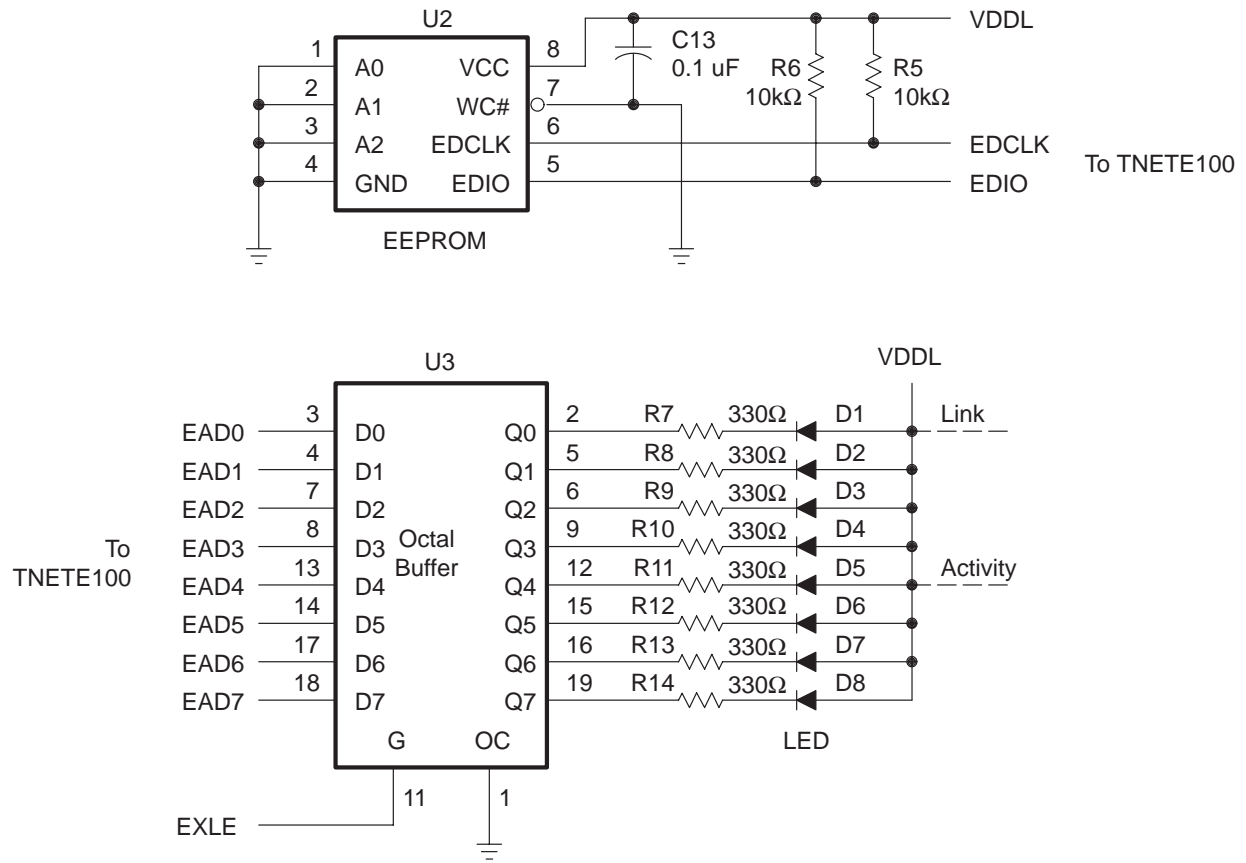 U2
VDDL
1 A0 VCC 8
C13
0.1 uF
R6
10kΩ
R5
10kΩ
2 A1 WC# 7
3 A2 EDCLK 6 EDCLK
4 GND EDIO 5 EDIO
To TNETE100
EEPROM
U3
VDDL
EAD0 3 D0 Q0 2 R7 330Ω D1 Link
EAD1 4 D1 Q1 5 R8 330Ω D2
EAD2 7 D2 Q2 6 R9 330Ω D3
EAD3 8 D3 Q3 9 R10 330Ω D4
EAD4 13 D4 Q4 12 R11 330Ω D5 Activity
EAD5 14 D5 Q5 15 R12 330Ω D6
EAD6 17 D6 Q6 16 R13 330Ω D7
EAD7 18 D7 Q7 19 R14 330Ω D8
To
TNETE100
Octal
Buffer
G OC
LED
11 1
EXLE